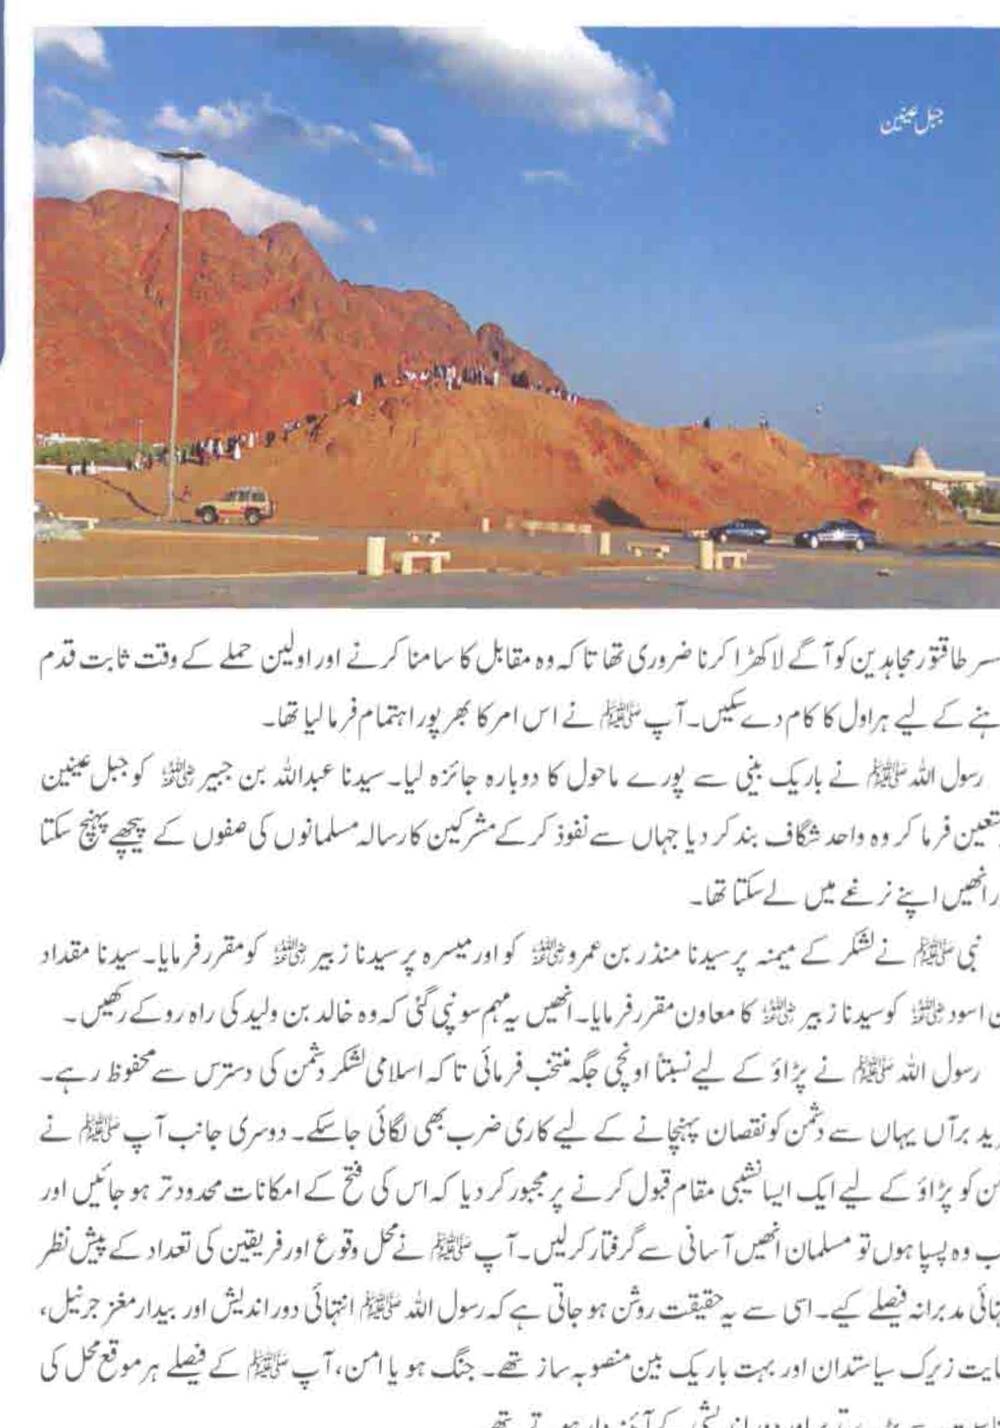 جبل عینین
طاقتور مجاہدین کو آگے لا کھڑا کرنا ضروری تھا تا کہ وہ مقابل کا سامنا کرنے اور اولین حملے کے وقت ثابت قدم
کے لیے ہراول کا کام دے سکیں۔ آپ ﷺ نے اس امر کا بھر پور اہتمام فرما لیا تھا۔
رسول اللہ ﷺ نے باریک بینی سے پورے ماحول کا دوبارہ جائزہ لیا۔ سیدنا عبداللہ بن جبیر رضی اللہ عنہ کو جبل عینین
فرما کر وہ واحد شگاف بند کر دیا جہاں سے نفوذ کر کے مشرکین کا رسالہ مسلمانوں کی صفوں کے پیچھے پہنچ سکتا
انھیں اپنے نرغے میں لے سکتا تھا۔
نبی ﷺ نے لشکر کے میمنہ پر سیدنا منذر بن عمرو رضی اللہ عنہ کو اور میسرہ پر سیدنا زبیر رضی اللہ عنہ کو مقرر فرمایا۔ سیدنا مقداد
اسود رضی اللہ عنہ کو سیدنا زبیر رضی اللہ عنہ کا معاون مقرر فرمایا۔ انھیں یہ مہم سونپی گئی کہ وہ خالد بن ولید کی راہ روکے رکھیں۔
رسول اللہ ﷺ نے پڑاؤ کے لیے نسبتاً اونچی جگہ منتخب فرمائی تا کہ اسلامی لشکر دشمن کی دسترس سے محفوظ رہے۔
برآں یہاں سے دشمن کو نقصان پہنچانے کے لیے کاری ضرب بھی لگائی جا سکے۔ دوسری جانب آپ ﷺ نے
کو پڑاؤ کے لیے ایک ایسا نشیبی مقام قبول کرنے پر مجبور کر دیا کہ اس کی فتح کے امکانات محدود تر ہو جائیں اور
وہ پسپا ہوں تو مسلمان انھیں آسانی سے گرفتار کر لیں۔ آپ ﷺ نے محل وقوع اور فریقین کی تعداد کے پیش نظر
مدبرانہ فیصلے کیے۔ اسی سے یہ حقیقت روشن ہو جاتی ہے کہ رسول اللہ ﷺ انتہائی دور اندیش اور بیدار مغز جرنیل،
زیرک سیاستدان اور بہت باریک بین منصوبہ ساز تھے۔ جنگ ہو یا امن، آپ ﷺ کے فیصلے ہر موقع محل کی